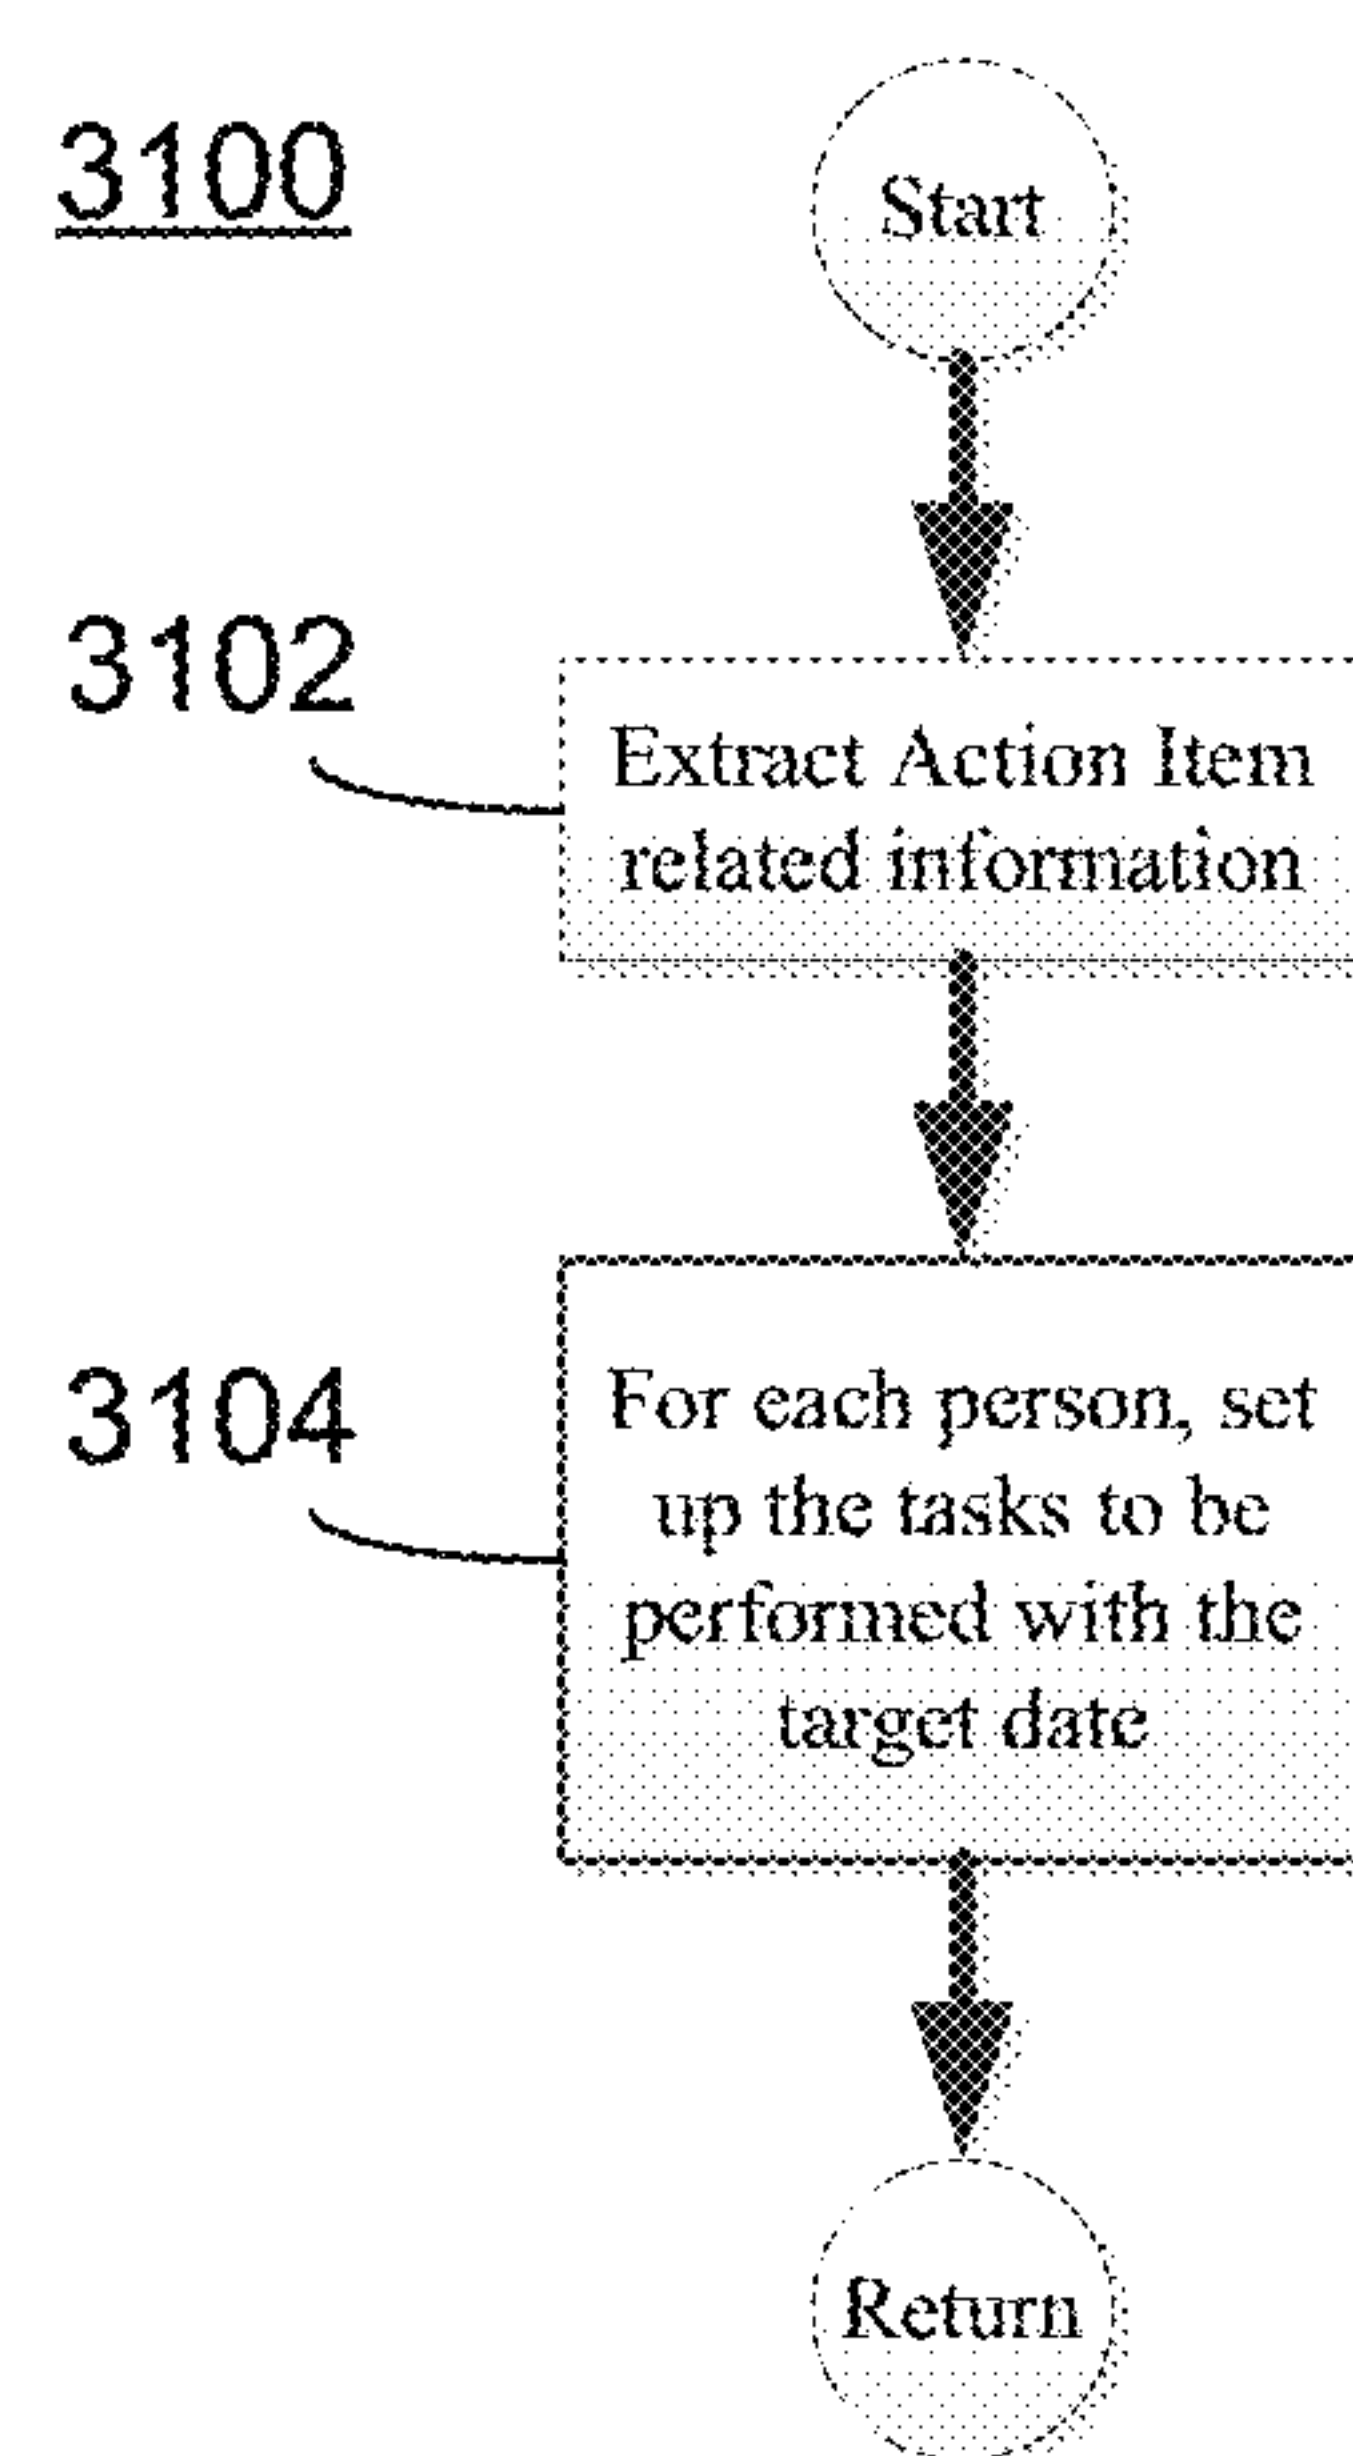 3100
Start
3102
Extract Action Item
related information
3104
For each person, set
up the tasks to be
performed with the
target date
Return